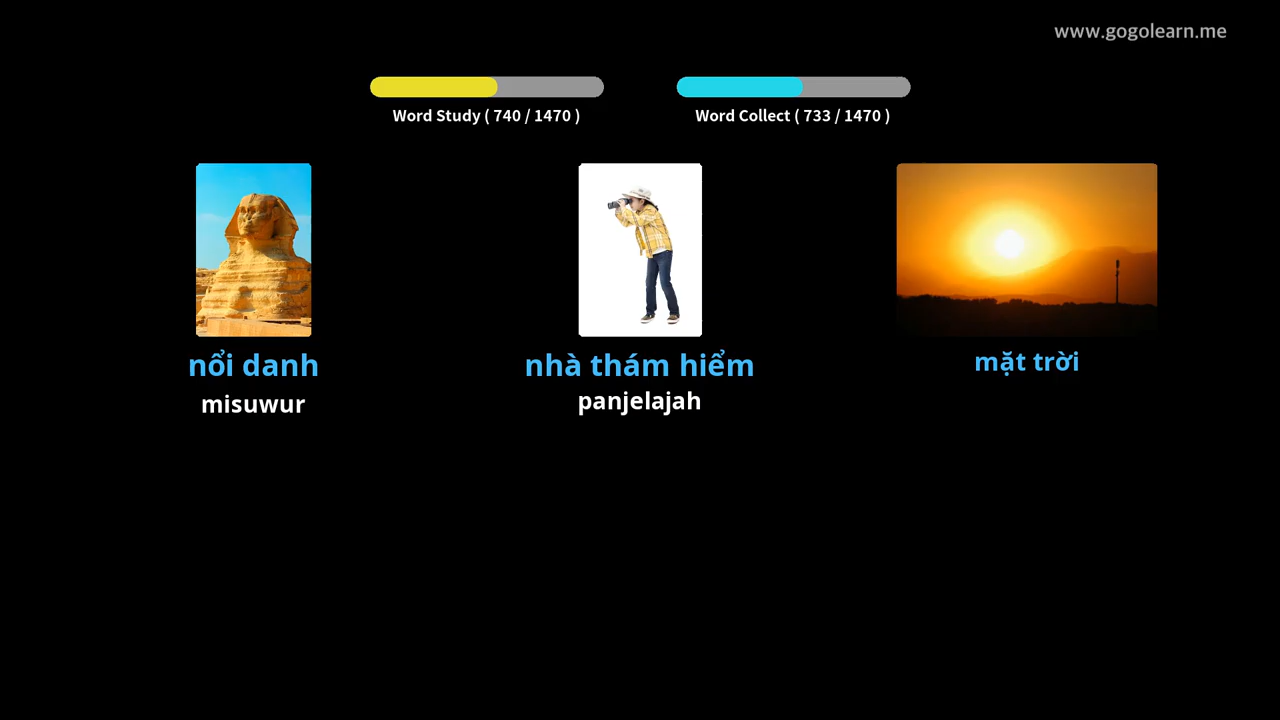 www.gogolearn.me
Word Study ( 740 / 1470 )
Word Collect ( 733 / 1470 )
nổi danh
misuwur
nhà thám hiểm
panjelajah
mặt trời